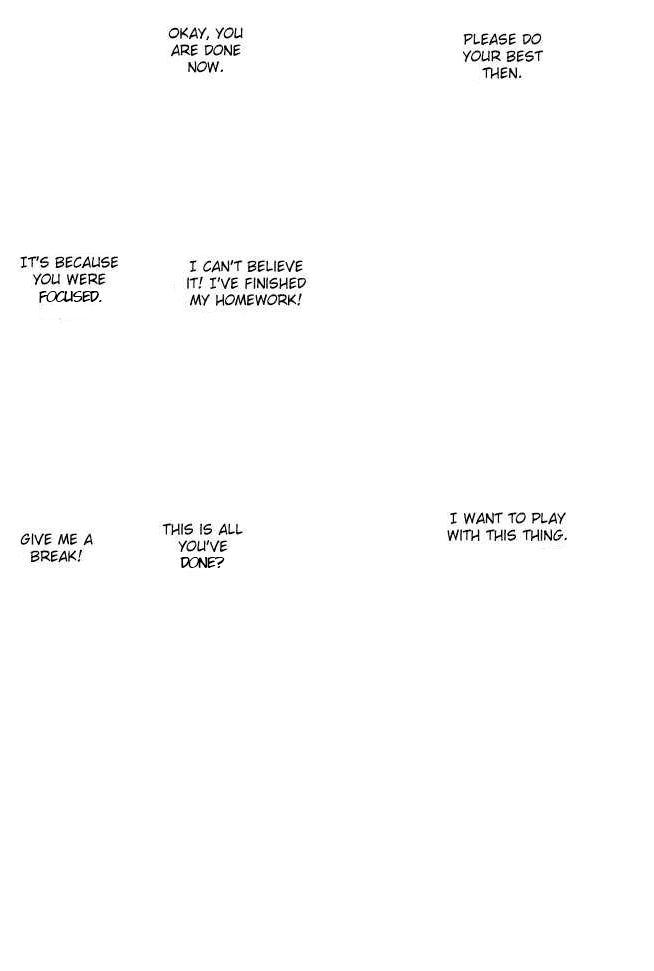 PLEASE DO
YOUR BEST
THEN.
OKAY, YOU
ARE DONE
NOW.
I CAN'T BELIEVE
IT! I'VE FINISHED
MY HOMEWORK!
IT'S BECAUSE
YOU WERE
FOCUSED.
I WANT TO PLAY
WITH THIS THING.
THIS IS ALL
YOU'VE
DONE?
GIVE ME A
BREAK!